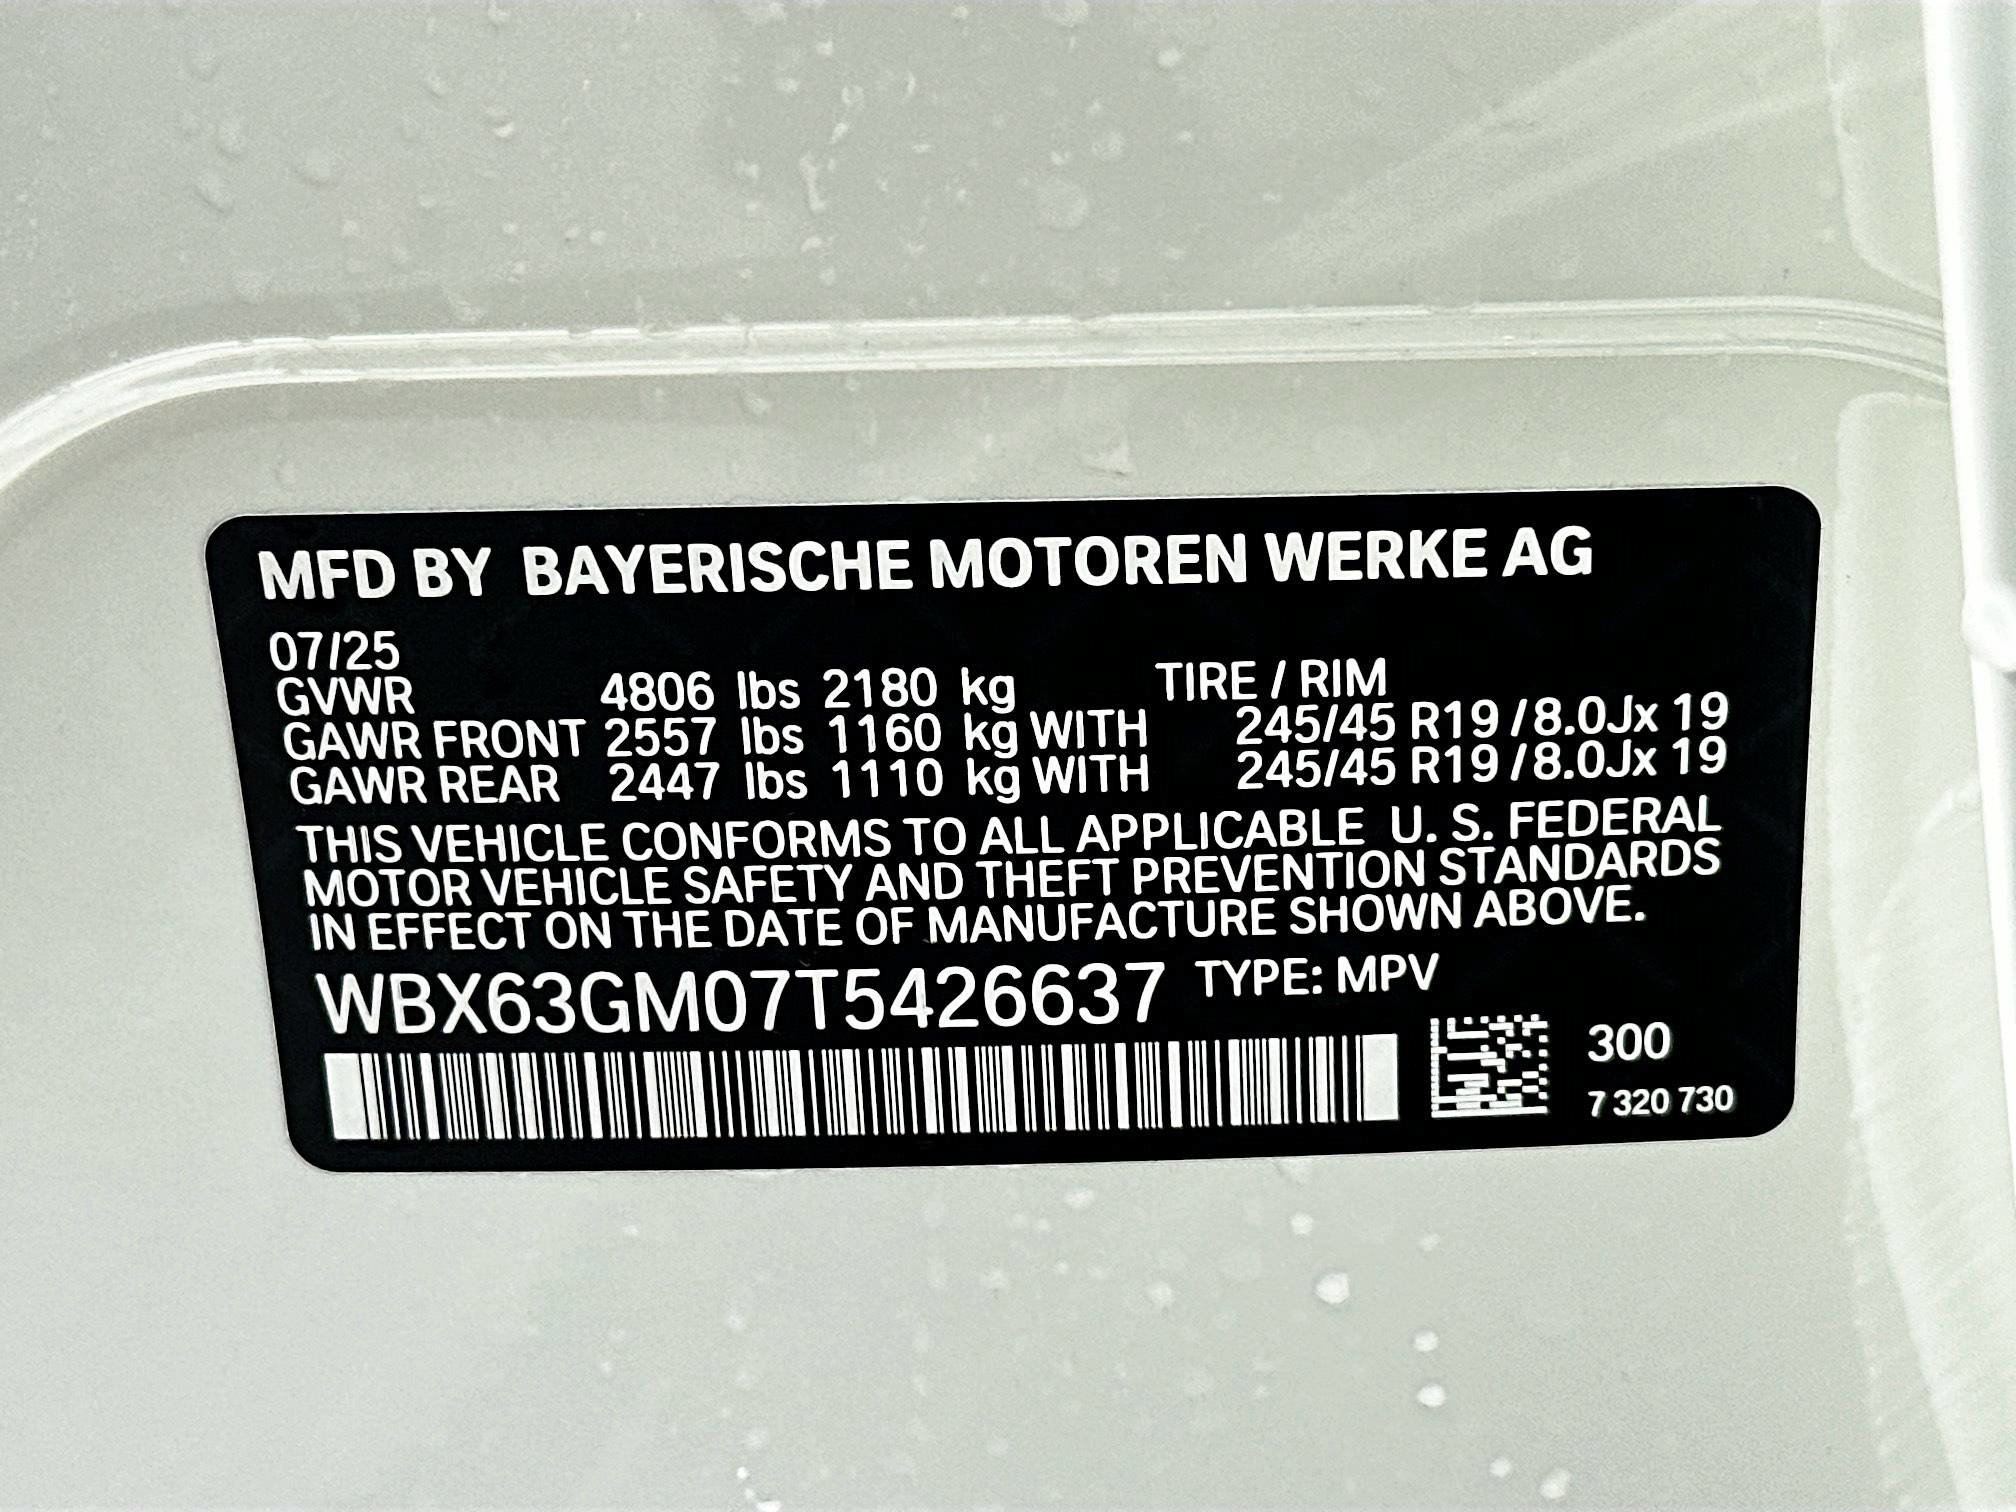 MFD BY BAYERISCHE MOTOREN WERKE AG
07/25
GVWR 4806 lbs 2180 kg TIRE / RIM
GAWR FRONT 2557 lbs 1160 kg WITH 245/45 R19 /8.0Jx 19
GAWR REAR 2447 lbs 1110 kg WITH 245/45 R19 /8.0Jx 19
THIS VEHICLE CONFORMS TO ALL APPLICABLE U. S. FEDERAL
MOTOR VEHICLE SAFETY AND THEFT PREVENTION STANDARDS
IN EFFECT ON THE DATE OF MANUFACTURE SHOWN ABOVE.
WBX63GM07T5426637 TYPE: MPV
300
7 320 730